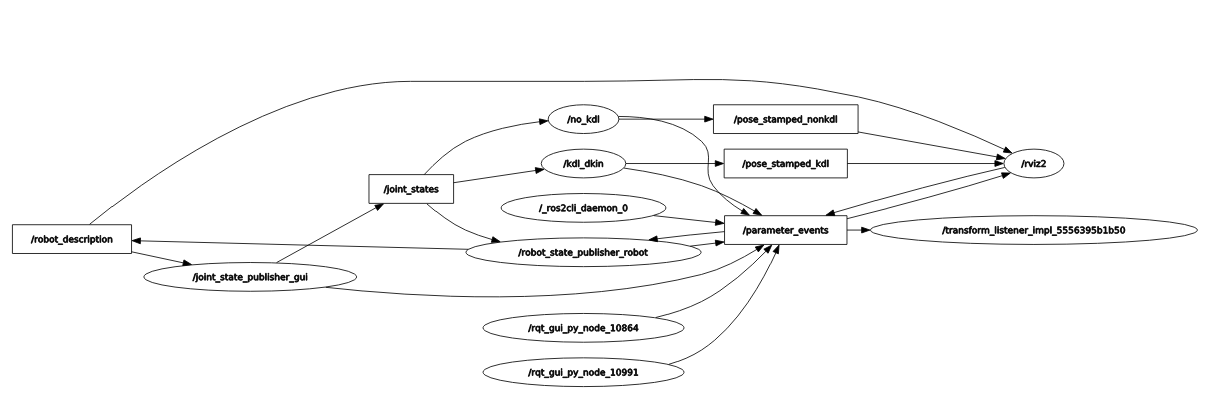 /no_kdl
/pose_stamped_nonkdl
/kdl_dkin
/pose_stamped_kdl
/rviz2
/joint_states
/_ros2cli_daemon_0
/robot_description
/parameter_events
/transform_listener_impl_5556395b1b50
/robot_state_publisher_robot
/joint_state_publisher_gui
/rqt_gui_py_node_10864
/rqt_gui_py_node_10991